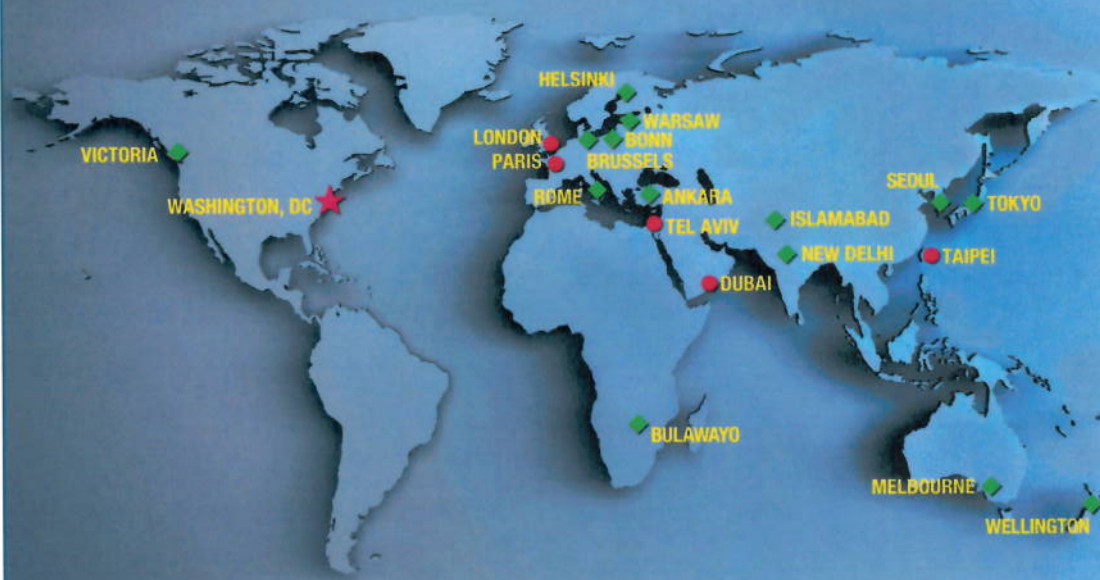 HELSINKI
WARSAW
LONDON
BONN
PARIS
BRUSSELS
VICTORIA
SEOUL
ROME
ANKARA
TOKYO
WASHINGTON, DC
ISLAMABAD
TEL AVIV
NEW DELHI
TAIPEI
DUBAI
BULAWAYO
MELBOURNE
WELLINGTON